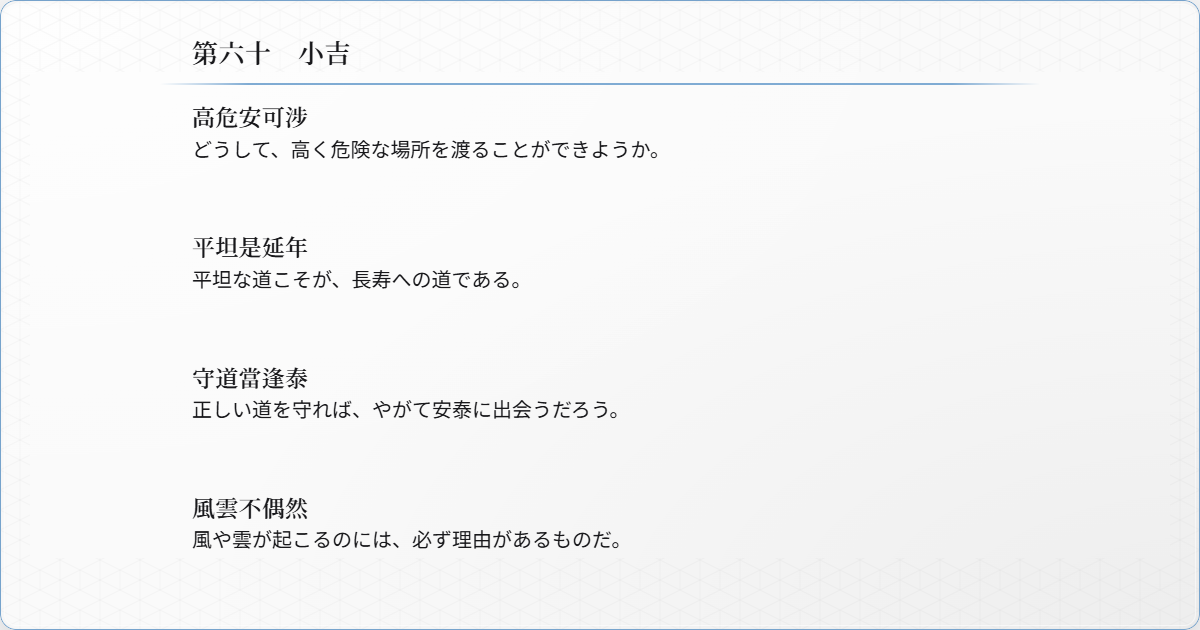 第六十　小吉
高危安可渉
どうして、高く危険な場所を渡ることができようか。
平坦是延年
平坦な道こそが、長寿への道である。
守道當逢泰
正しい道を守れば、やがて安泰に出会うだろう。
風雲不偶然
風や雲が起こるのには、必ず理由があるものだ。